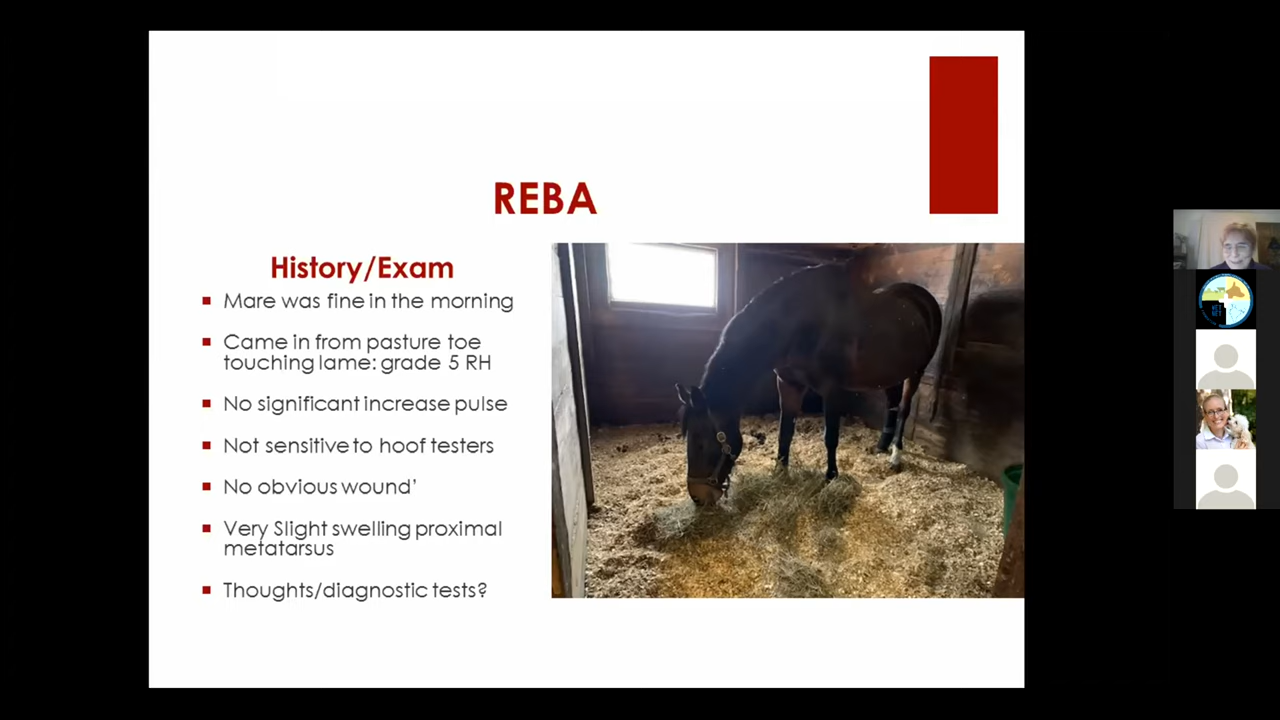 REBA
History/Exam
Mare was fine in the morning
Came in from pasture toe
touching lame: grade 5 RH
No significant increase pulse
Not sensitive to hoof testers
No obvious wound’
Very Slight swelling proximal
metatarsus
Thoughts/diagnostic tests?